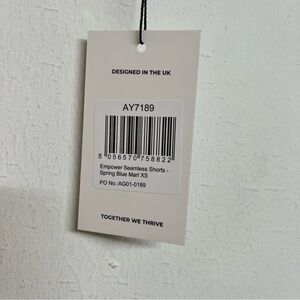 DESIGNED IN THE UK
AY7189
5 056570 758822
Empower Seamless Shorts -
Spring Blue Marl XS
PO No.:AG01-0189
TOGETHER WE THRIVE